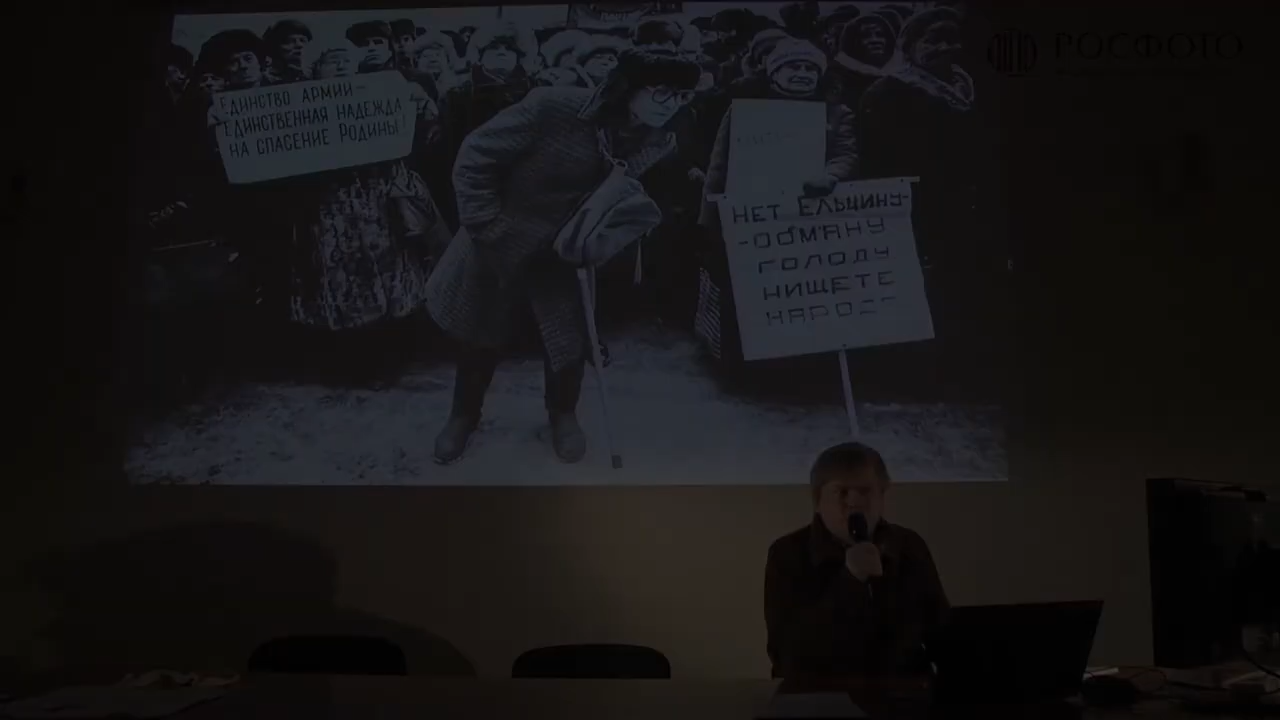 РОСФОТО
ЕДИНСТВО АРМИИ —
ЕДИНСТВЕННАЯ НАДЕЖДА
НА СПАСЕНИЕ РОДИНЫ!
НЕТ ЕЛЬЦИНУ-
-ОБМАНУ
ГОЛОДУ
НИЩЕТЕ